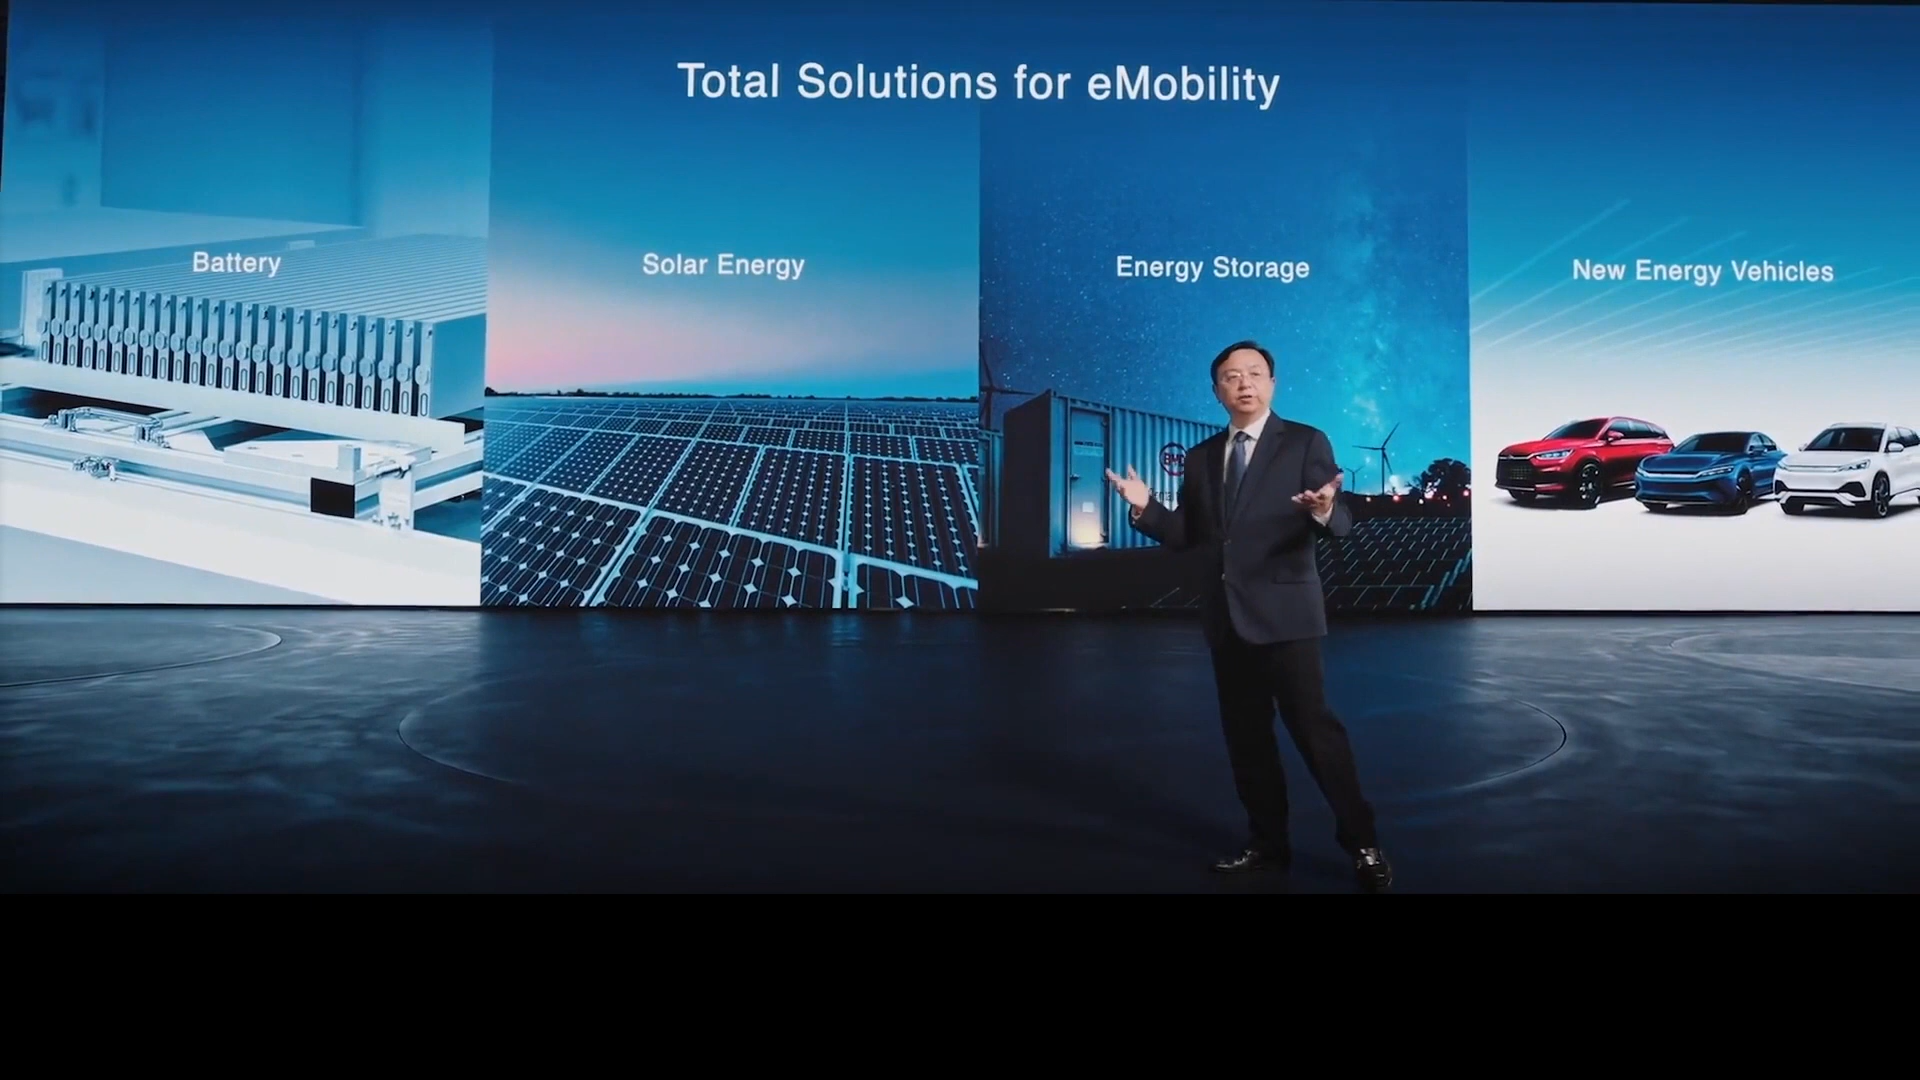 Total Solutions for eMobility
Battery
Solar Energy
Energy Storage
New Energy Vehicles